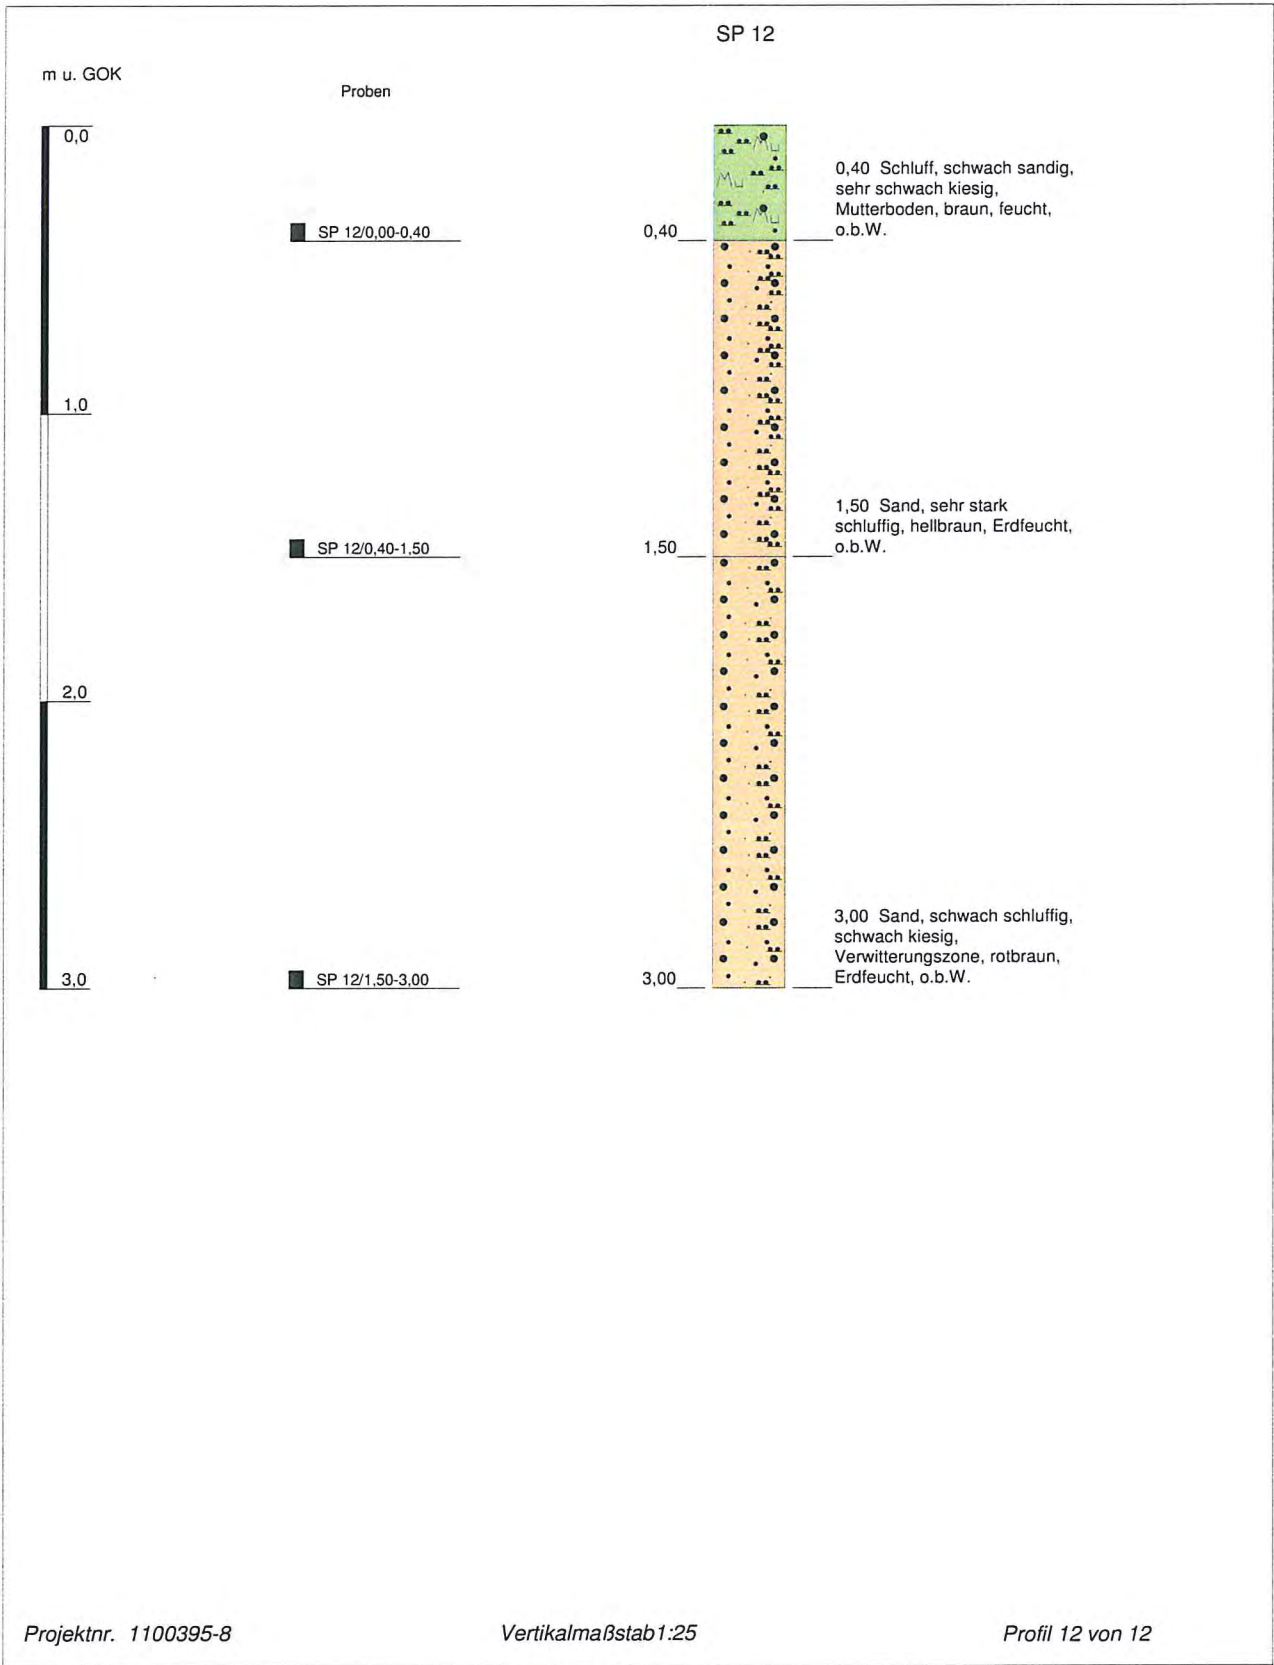 SP 12
m u. GOK
Proben
0,0
0,40 Schluff, schwach sandig,
sehr schwach kiesig,
Mutterboden, braun, feucht,
o.b.W.
SP 12/0,00-0,40
0,40
1,0
1,50 Sand, sehr stark
schluffig, hellbraun, Erdfeucht,
o.b.W.
SP 12/0,40-1,50
1,50
2,0
3,00 Sand, schwach schluffig,
schwach kiesig,
Verwitterungszone, rotbraun,
Erdfeucht, o.b.W.
3,0
SP 12/1,50-3,00
3,00
Projektnr. 1100395-8
Vertikalmaßstab1:25
Profil 12 von 12